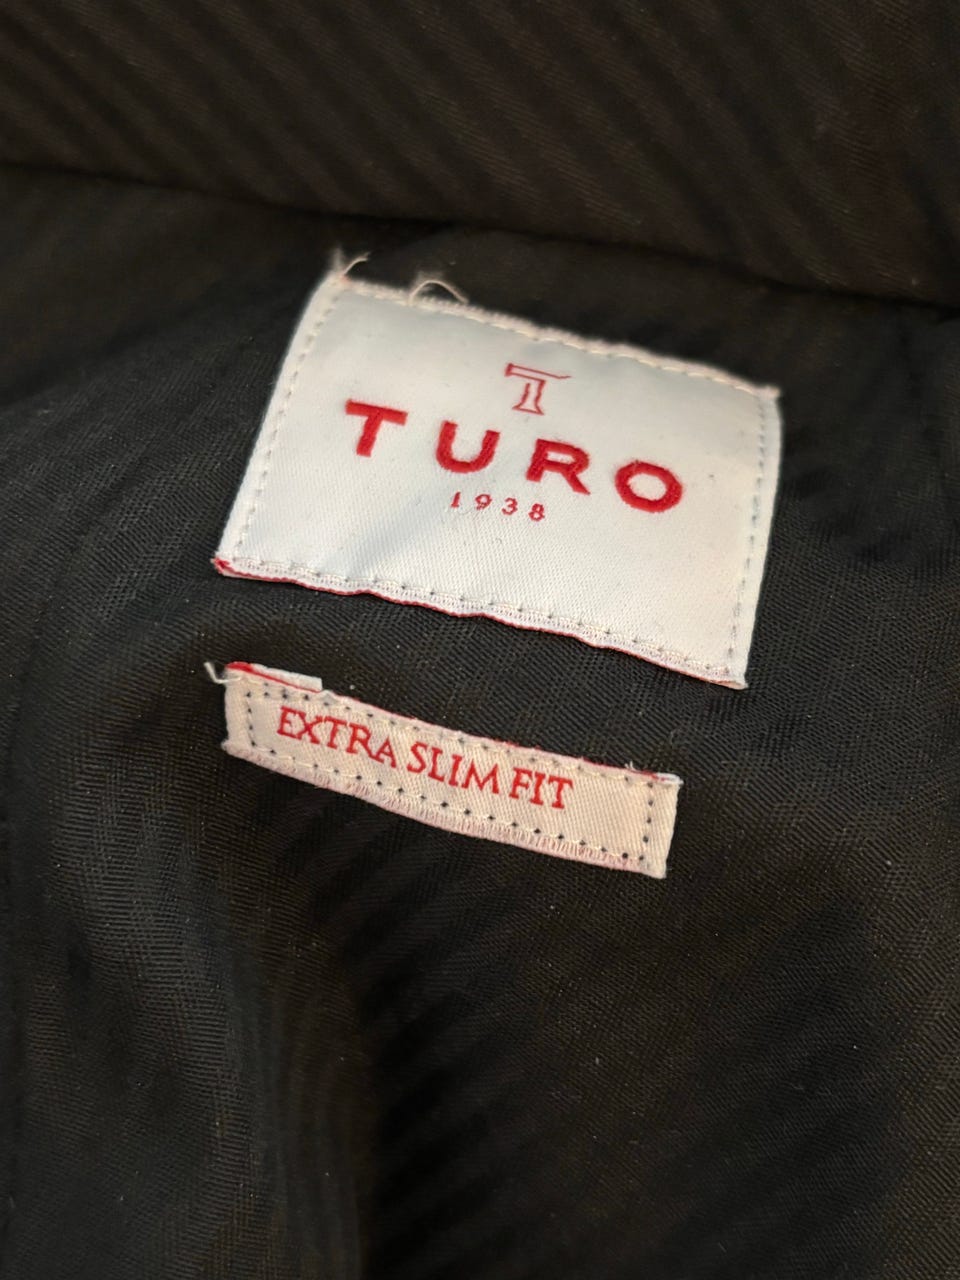 T
TURO
1938
EXTRA SLIM FIT